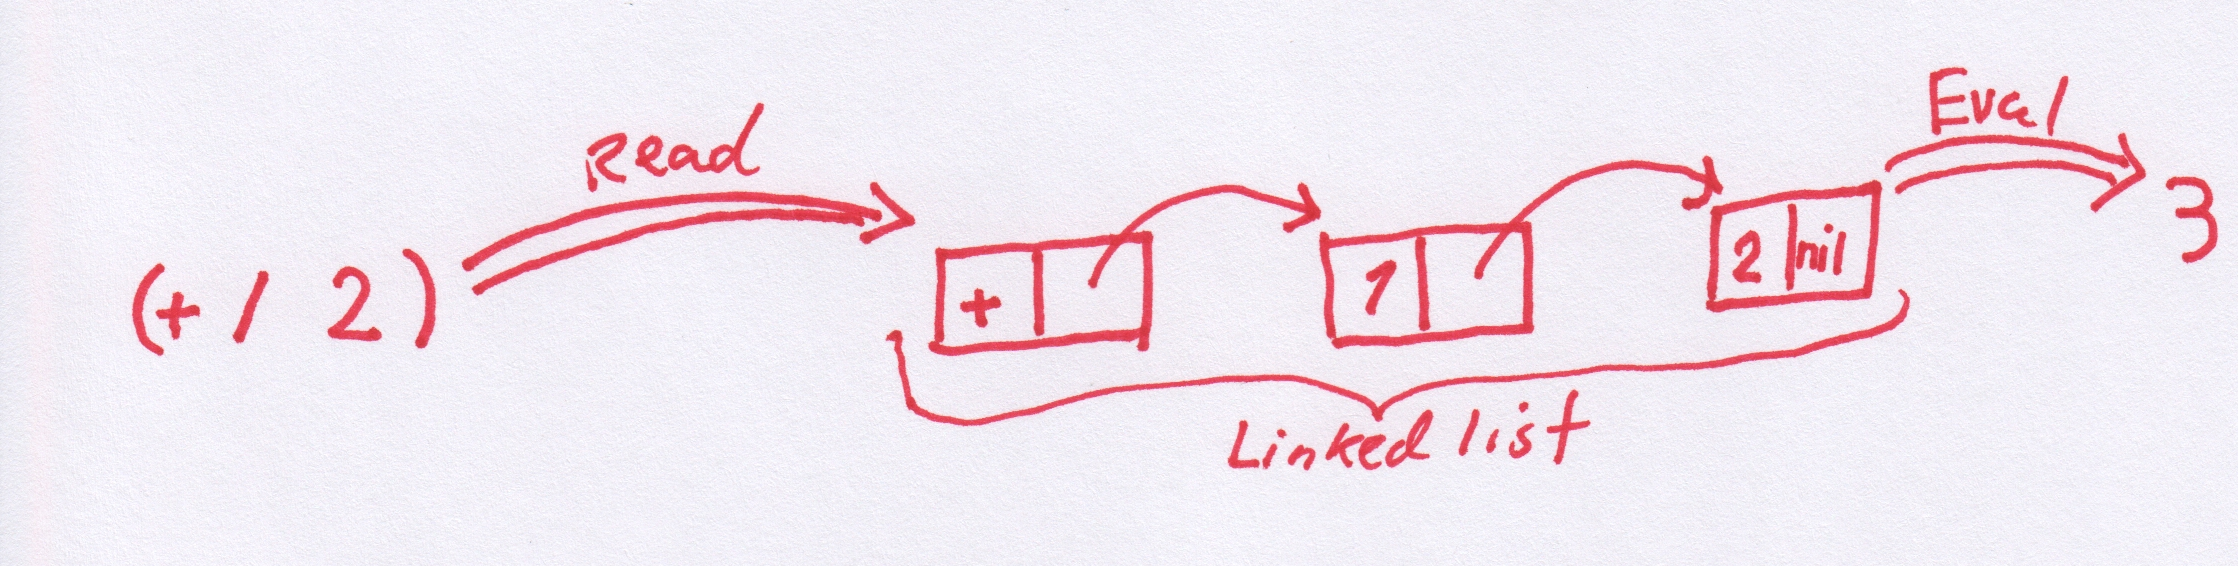 Read
Eval
(+ 1 2)
+
1
2 nil
3
Linked list